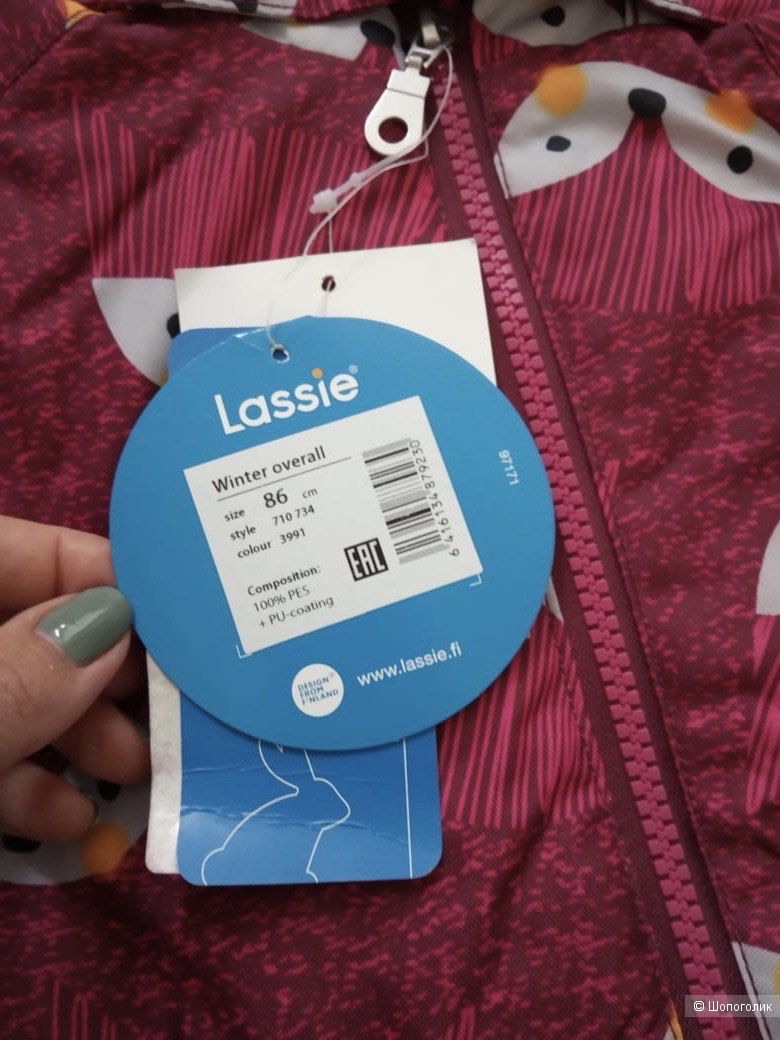 Lassie®
Winter overall
size 86 cm
style 710 734
colour 3991
Composition:
100% PES
+ PU-coating
EAC
6 416134 879230
97171
DESIGN
FROM
FINLAND
www.lassie.fi
© Шопоголик